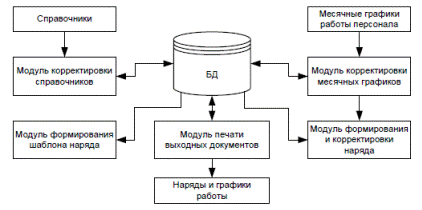 Справочники
Месячные графики
работы персонала
Модуль корректировки
справочников
БД
Модуль корректировки
месячных графиков
Модуль формирования
шаблона наряда
Модуль печати
выходных документов
Модуль формирования
и корректировки
наряда
Наряды и графики
работы